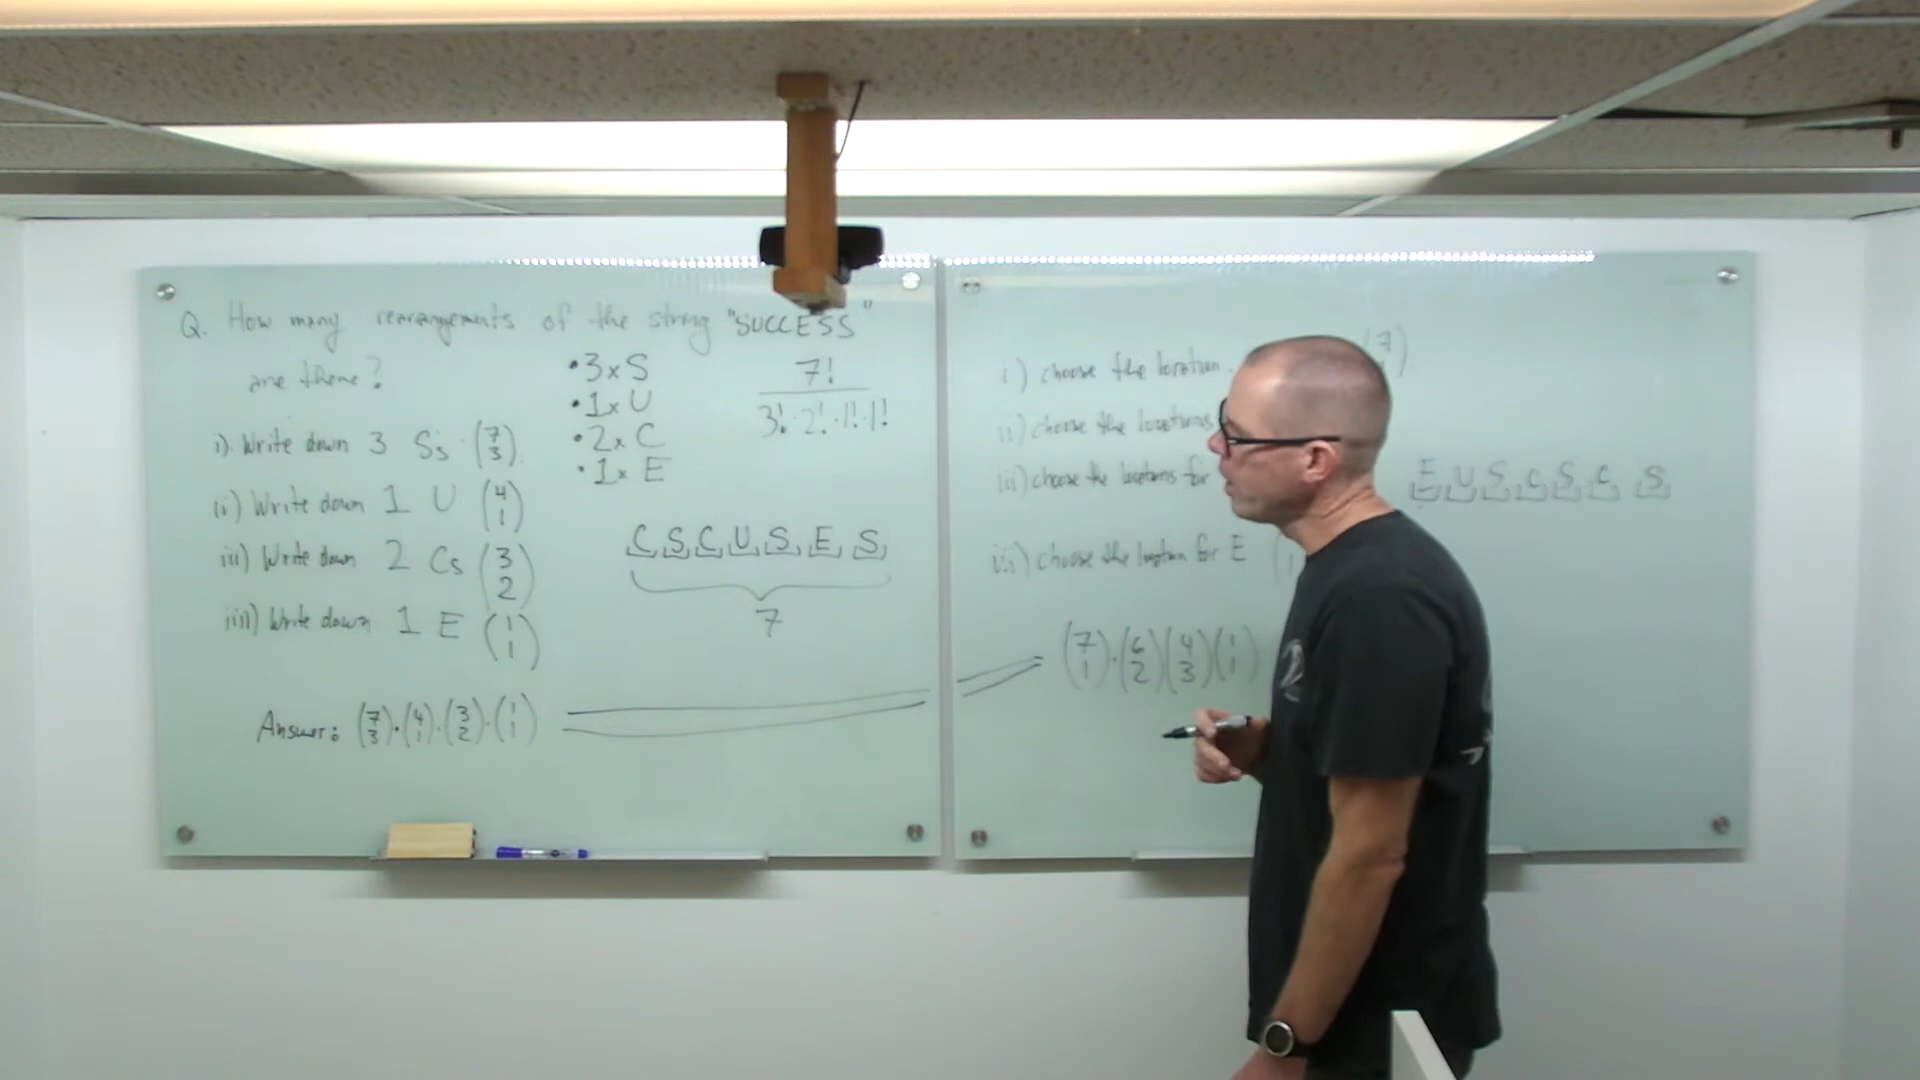 Q. How many rearrangements of the string "SUCCESS"
are there?
• 3 x S
• 1 x U
• 2 x C
• 1 x E
7!
3! · 2! · 1! · 1!
i). Write down 3 Ss · (7 3).
ii) Write down 1 U (4 1)
iii) Write down 2 Cs (3 2)
iiii) Write down 1 E (1 1)
C S C U S E S
7
Answer: (7 3)·(4 1)·(3 2)·(1 1)
i) choose the location
ii) choose the locations
iii) choose the locations for
choose the location for E
E U S C S C S
(7 1)·(6 2)(4 3)(1 1)